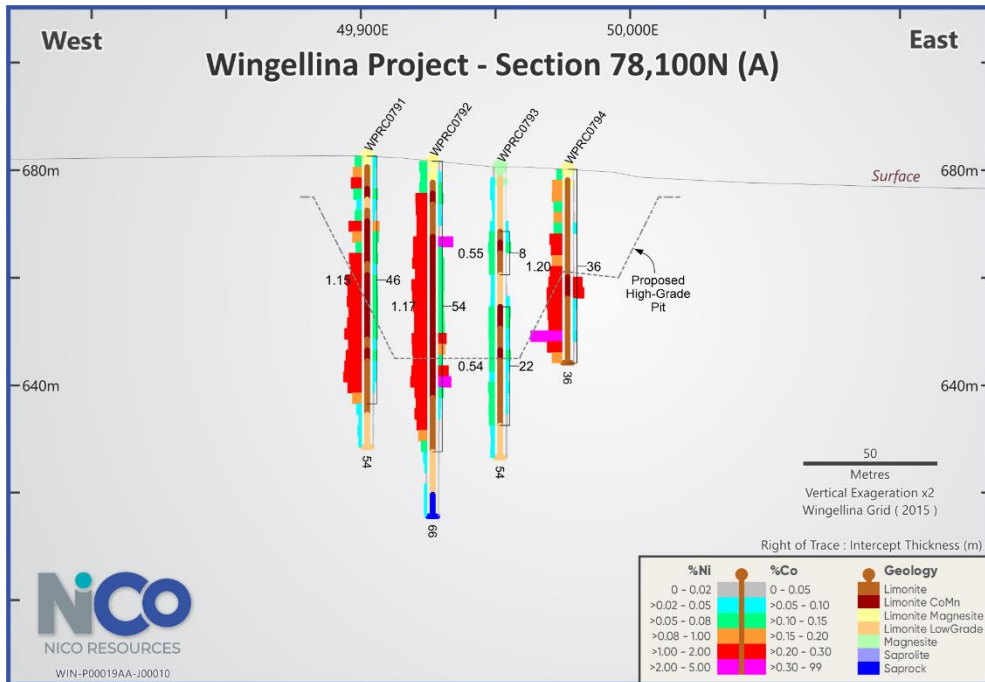 West
49,900E
50,000E
East
Wingellina Project - Section 78,100N (A)
WPRC0791
WPRC0792
WPRC0793
WPRC0794
680m
680m
Surface
0.55
8
1.15
46
1.17
54
1.20
36
Proposed
High-Grade
Pit
0.54
22
640m
640m
36
54
54
66
50
Metres
Vertical Exageration x2
Wingellina Grid ( 2015 )
Right of Trace : Intercept Thickness (m)
%Ni %Co Geology
0 - 0.02 0 - 0.05 Limonite
>0.02 - 0.05 >0.05 - 0.10 Limonite CoMn
>0.05 - 0.08 >0.10 - 0.15 Limonite Magnesite
>0.08 - 1.00 >0.15 - 0.20 Limonite LowGrade
>1.00 - 2.00 >0.20 - 0.30 Magnesite
>2.00 - 5.00 >0.30 - 99 Saprolite
Saprock
NiCo
NICO RESOURCES
WIN-P00019AA-J00010